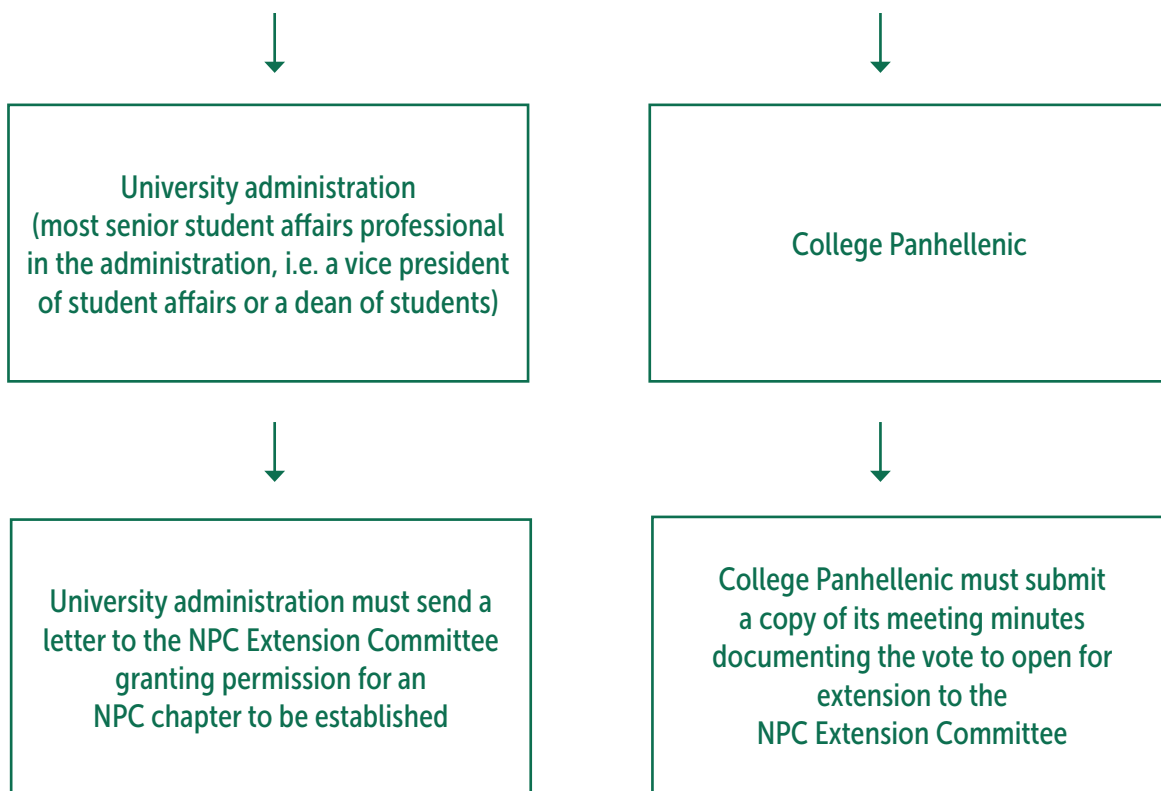 University administration
(most senior student affairs professional
in the administration, i.e. a vice president
of student affairs or a dean of students)
College Panhellenic
University administration must send a
letter to the NPC Extension Committee
granting permission for an
NPC chapter to be established
College Panhellenic must submit
a copy of its meeting minutes
documenting the vote to open for
extension to the
NPC Extension Committee